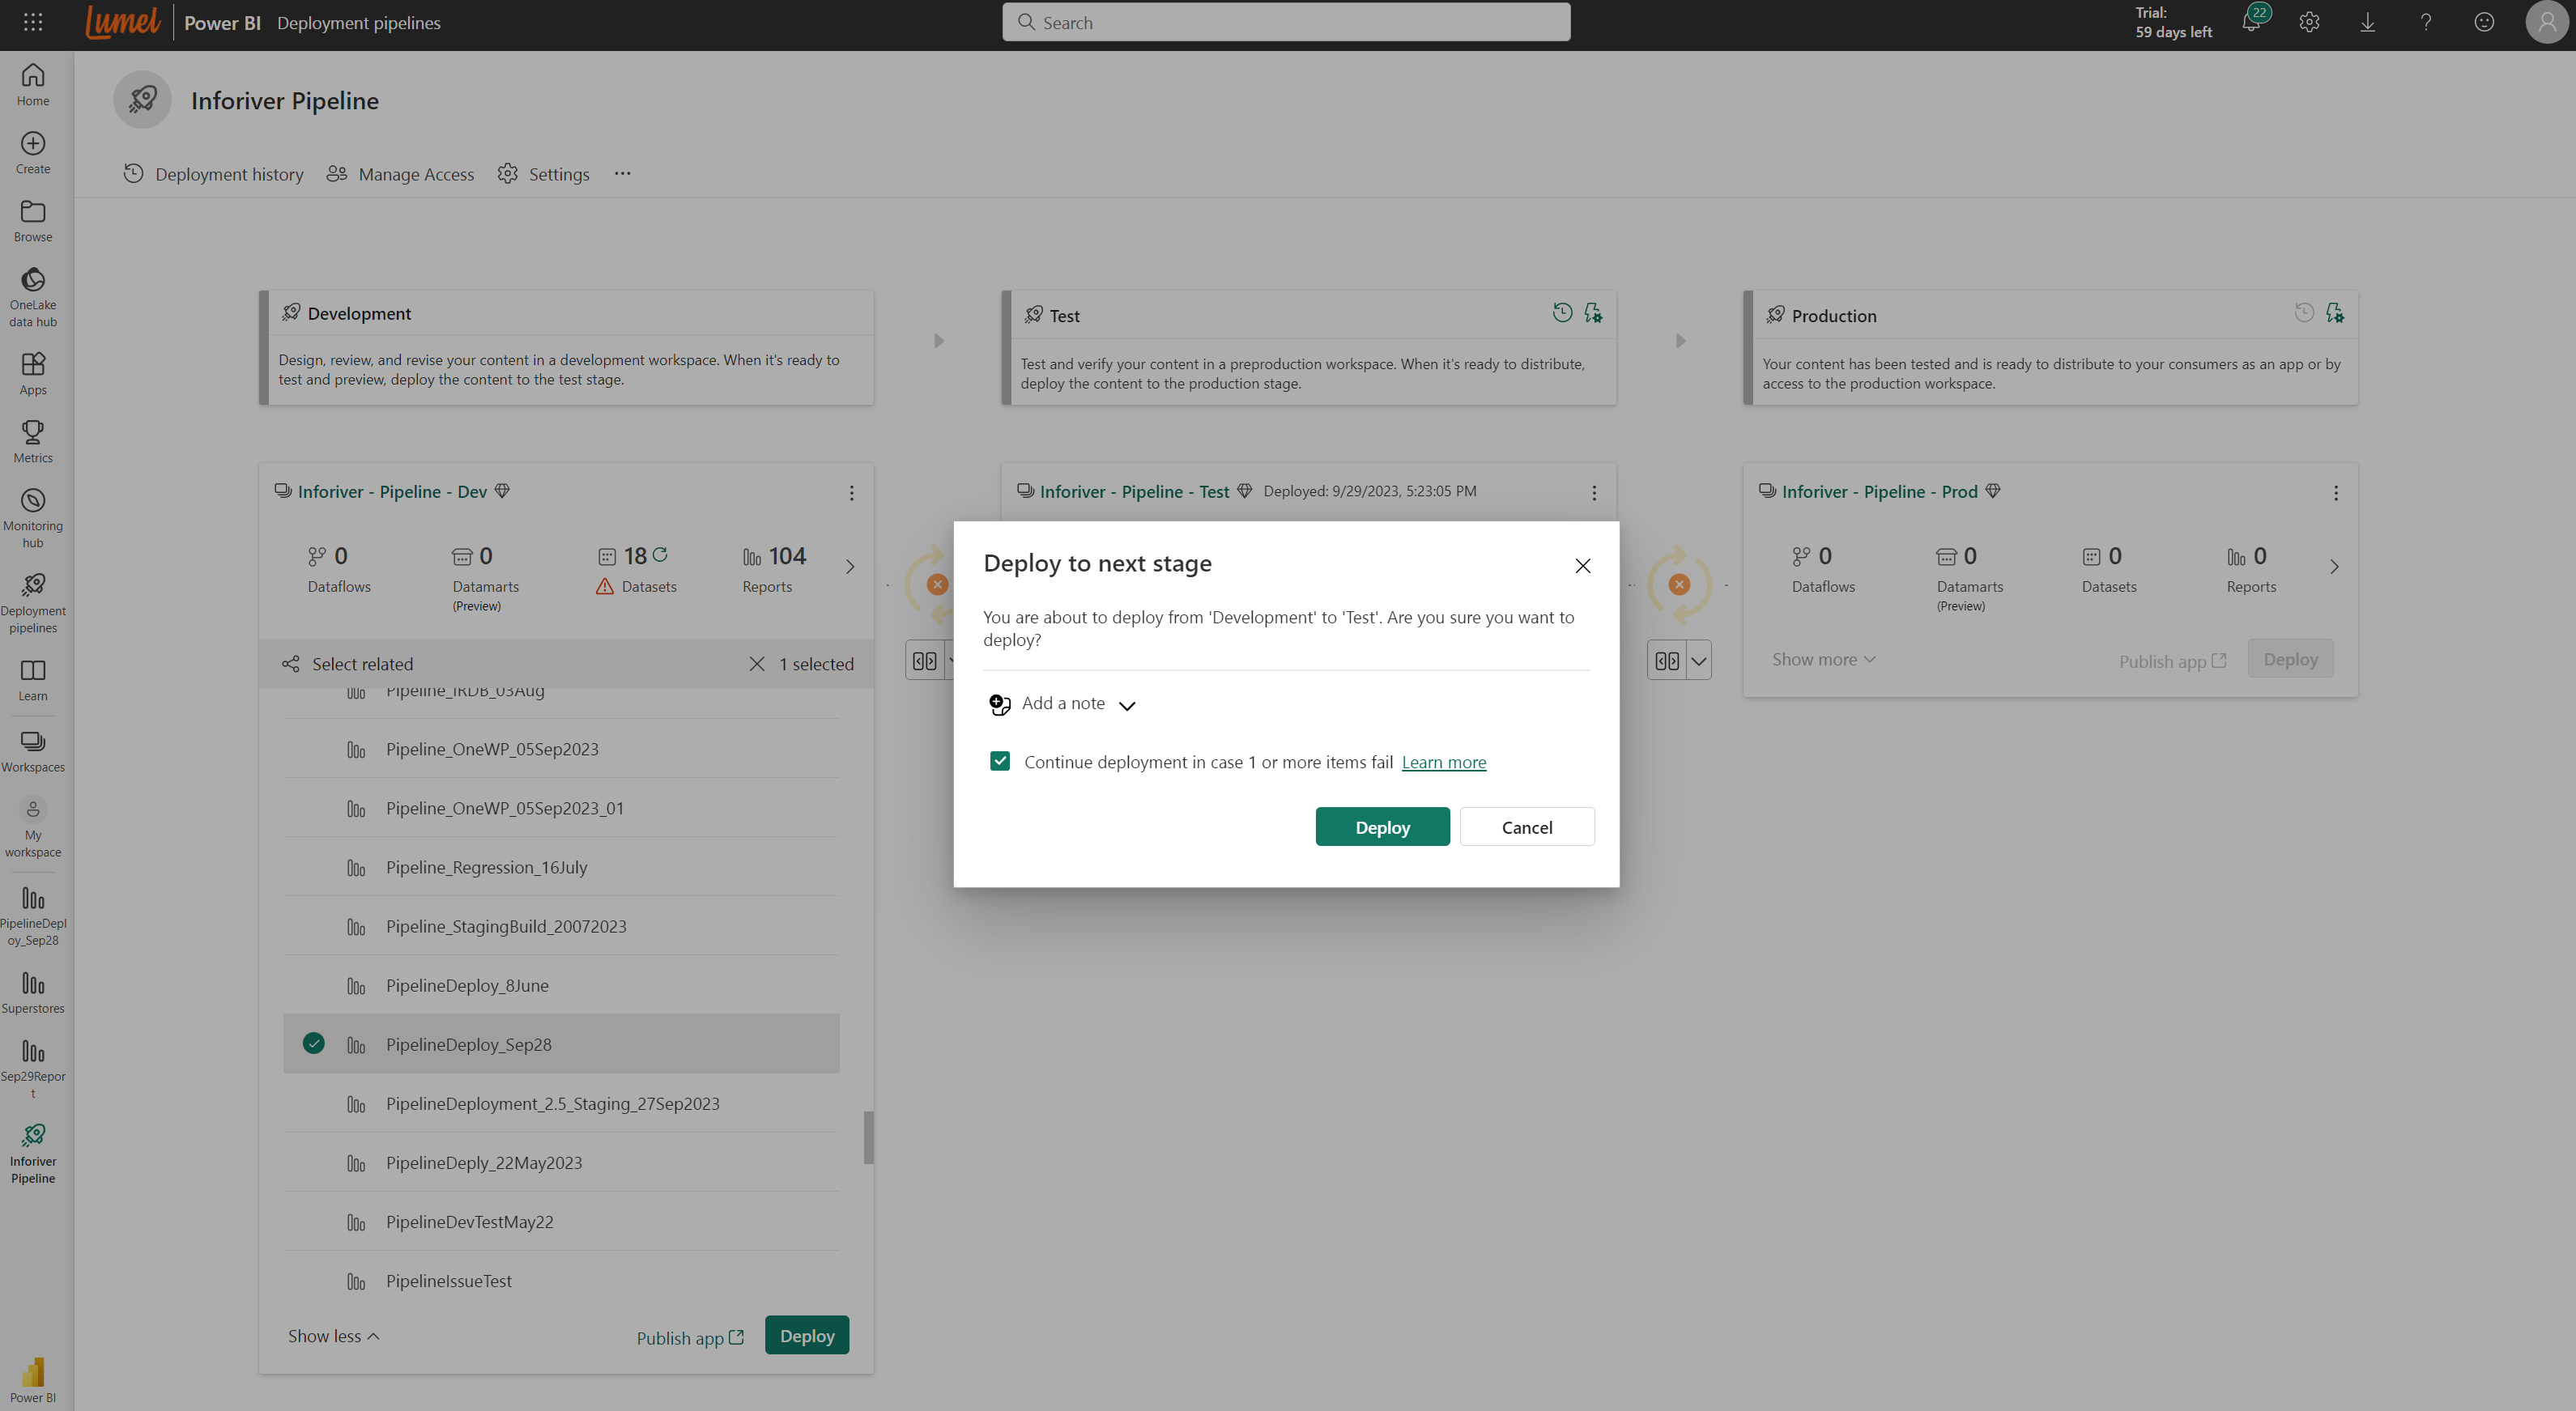 Lumel
Power BI
Deployment pipelines
Search
Trial:
59 days left
22
Home
Create
Browse
OneLake
data hub
Apps
Metrics
Monitoring
hub
Deployment
pipelines
Learn
Workspaces
My
workspace
PipelineDepl
oy_Sep28
Superstores
Sep29Repor
t
Inforiver
Pipeline
Power BI
Inforiver Pipeline
Deployment history
Manage Access
Settings
Development
Design, review, and revise your content in a development workspace. When it's ready to
test and preview, deploy the content to the test stage.
Test
Test and verify your content in a preproduction workspace. When it's ready to distribute,
deploy the content to the production stage.
Production
Your content has been tested and is ready to distribute to your consumers as an app or by
access to the production workspace.
Inforiver - Pipeline - Dev
0
Dataflows
0
Datamarts
(Preview)
18
Datasets
104
Reports
Select related
1 selected
Pipeline_IRDB_03Aug
Pipeline_OneWP_05Sep2023
Pipeline_OneWP_05Sep2023_01
Pipeline_Regression_16July
Pipeline_StagingBuild_20072023
PipelineDeploy_8June
PipelineDeploy_Sep28
PipelineDeployment_2.5_Staging_27Sep2023
PipelineDeply_22May2023
PipelineDevTestMay22
PipelineIssueTest
Show less
Publish app
Deploy
Inforiver - Pipeline - Test
Deployed: 9/29/2023, 5:23:05 PM
Deploy to next stage
You are about to deploy from 'Development' to 'Test'. Are you sure you want to
deploy?
Add a note
Continue deployment in case 1 or more items fail Learn more
Deploy
Cancel
Inforiver - Pipeline - Prod
0
Dataflows
0
Datamarts
(Preview)
0
Datasets
0
Reports
Show more
Publish app
Deploy